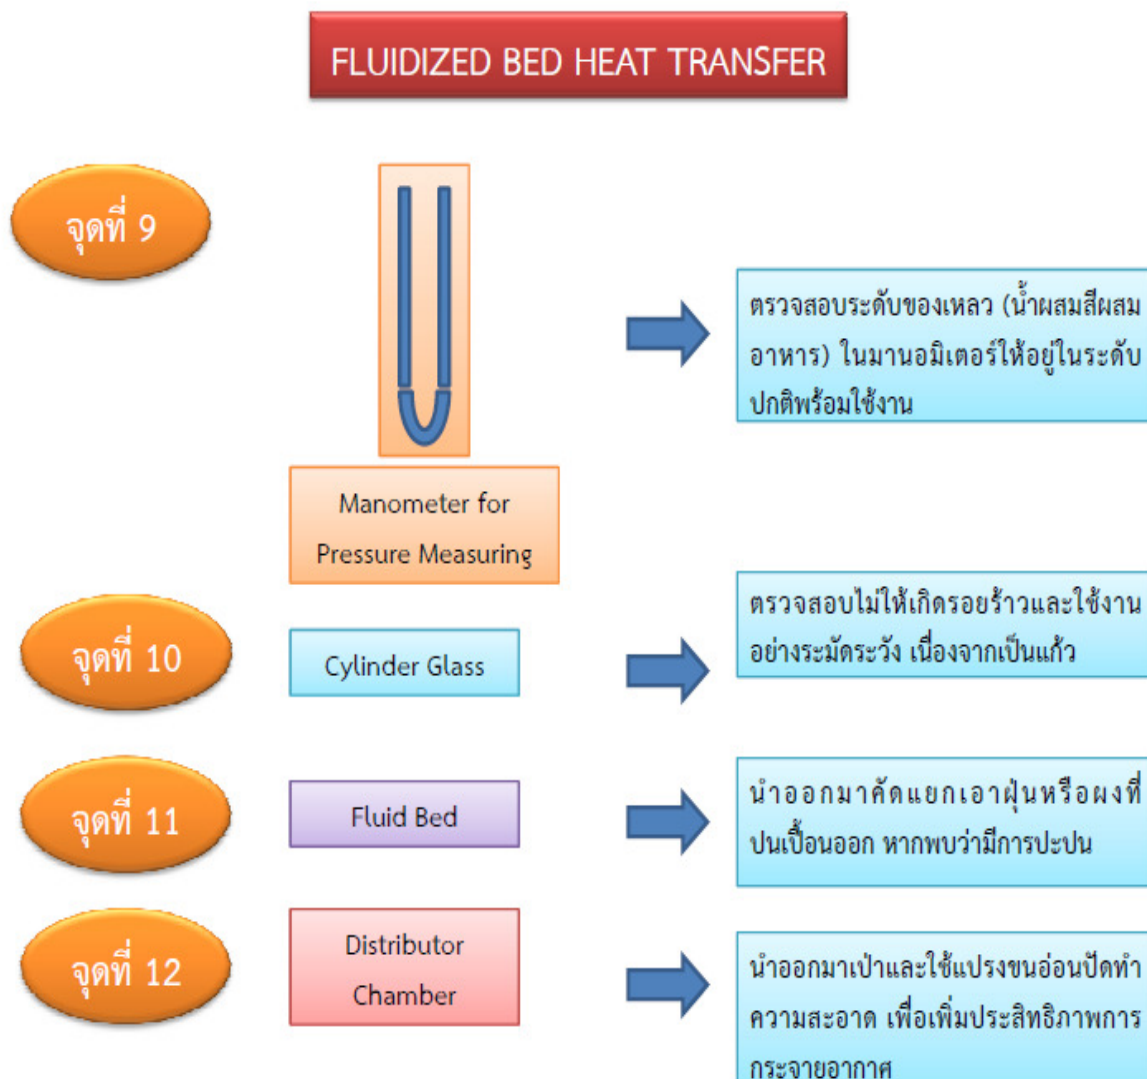 FLUIDIZED BED HEAT TRANSFER
จุดที่ 9
Manometer for
Pressure Measuring
ตรวจสอบระดับของเหลว (น้ำผสมสีผสม
อาหาร) ในมานอมิเตอร์ให้อยู่ในระดับ
ปกติพร้อมใช้งาน
จุดที่ 10
Cylinder Glass
ตรวจสอบไม่ให้เกิดรอยร้าวและใช้งาน
อย่างระมัดระวัง เนื่องจากเป็นแก้ว
จุดที่ 11
Fluid Bed
นำออกมาคัดแยกเอาฝุ่นหรือผงที่
ปนเปื้อนออก หากพบว่ามีการปะปน
จุดที่ 12
Distributor
Chamber
นำออกมาเป่าและใช้แปรงขนอ่อนปัดทำ
ความสะอาด เพื่อเพิ่มประสิทธิภาพการ
กระจายอากาศ